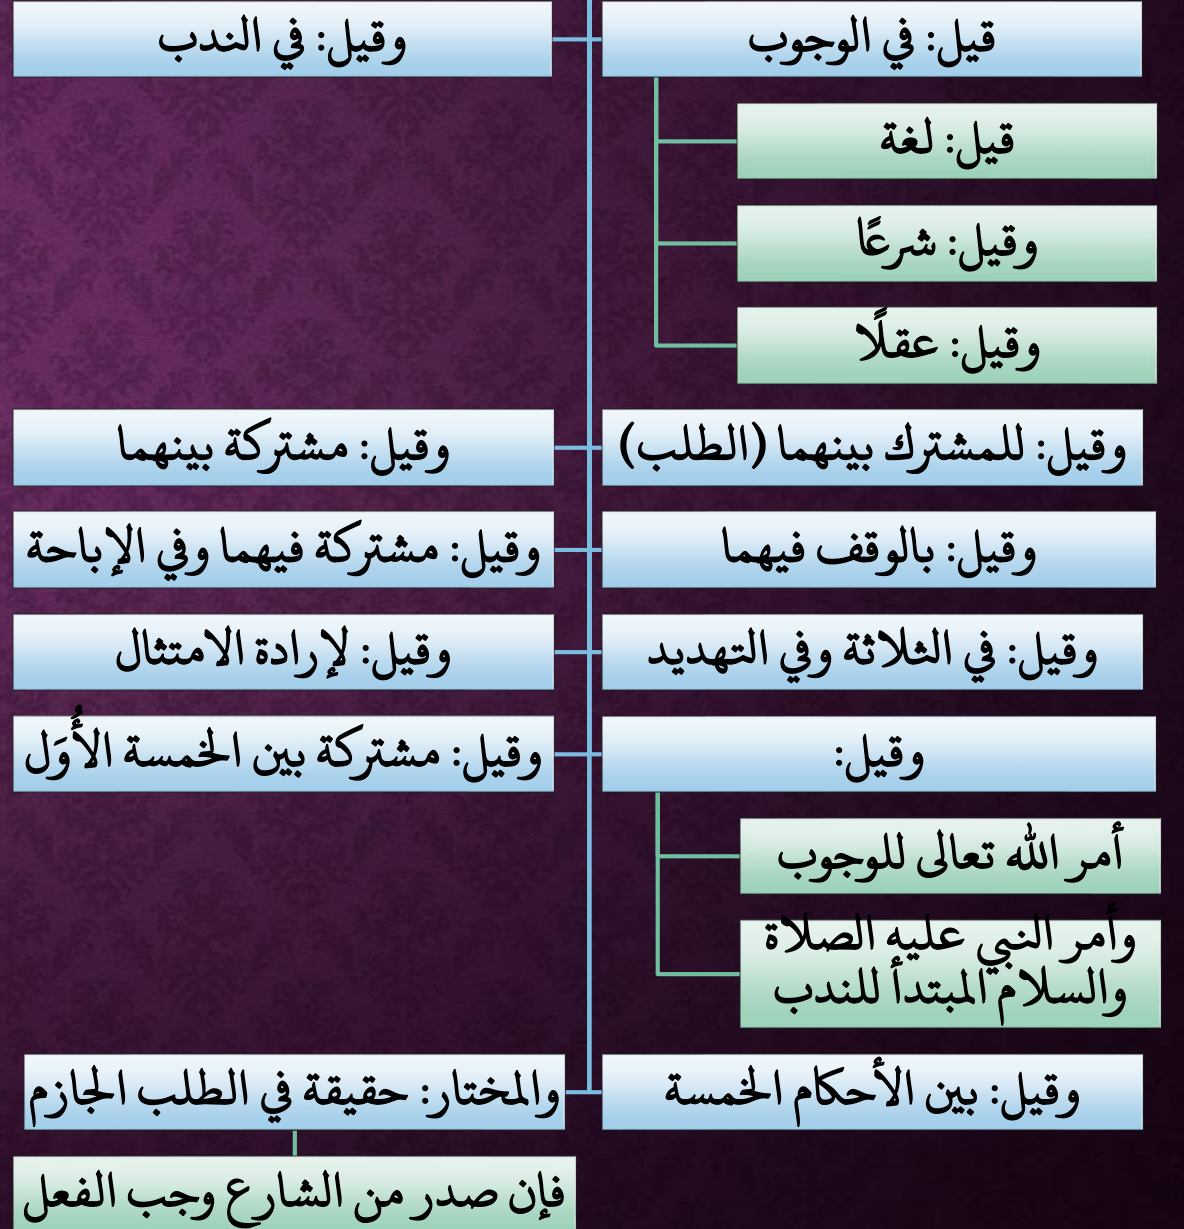 قيل: في الوجوب
وقيل: في الندب
قيل: لغة
وقيل: شرعًا
وقيل: عقلًا
وقيل: للمشترك بينهما (الطلب)
وقيل: مشتركة بينهما
وقيل: بالوقف فيهما
وقيل: مشتركة فيهما وفي الإباحة
وقيل: في الثلاثة وفي التهديد
وقيل: لإرادة الامتثال
وقيل:
وقيل: مشتركة بين الخمسة الأُوَل
أمر الله تعالى للوجوب
وأمر النبي عليه الصلاة
والسلام المبتدأ للندب
وقيل: بين الأحكام الخمسة
والمختار: حقيقة في الطلب الجازم
فإن صدر من الشارع وجب الفعل